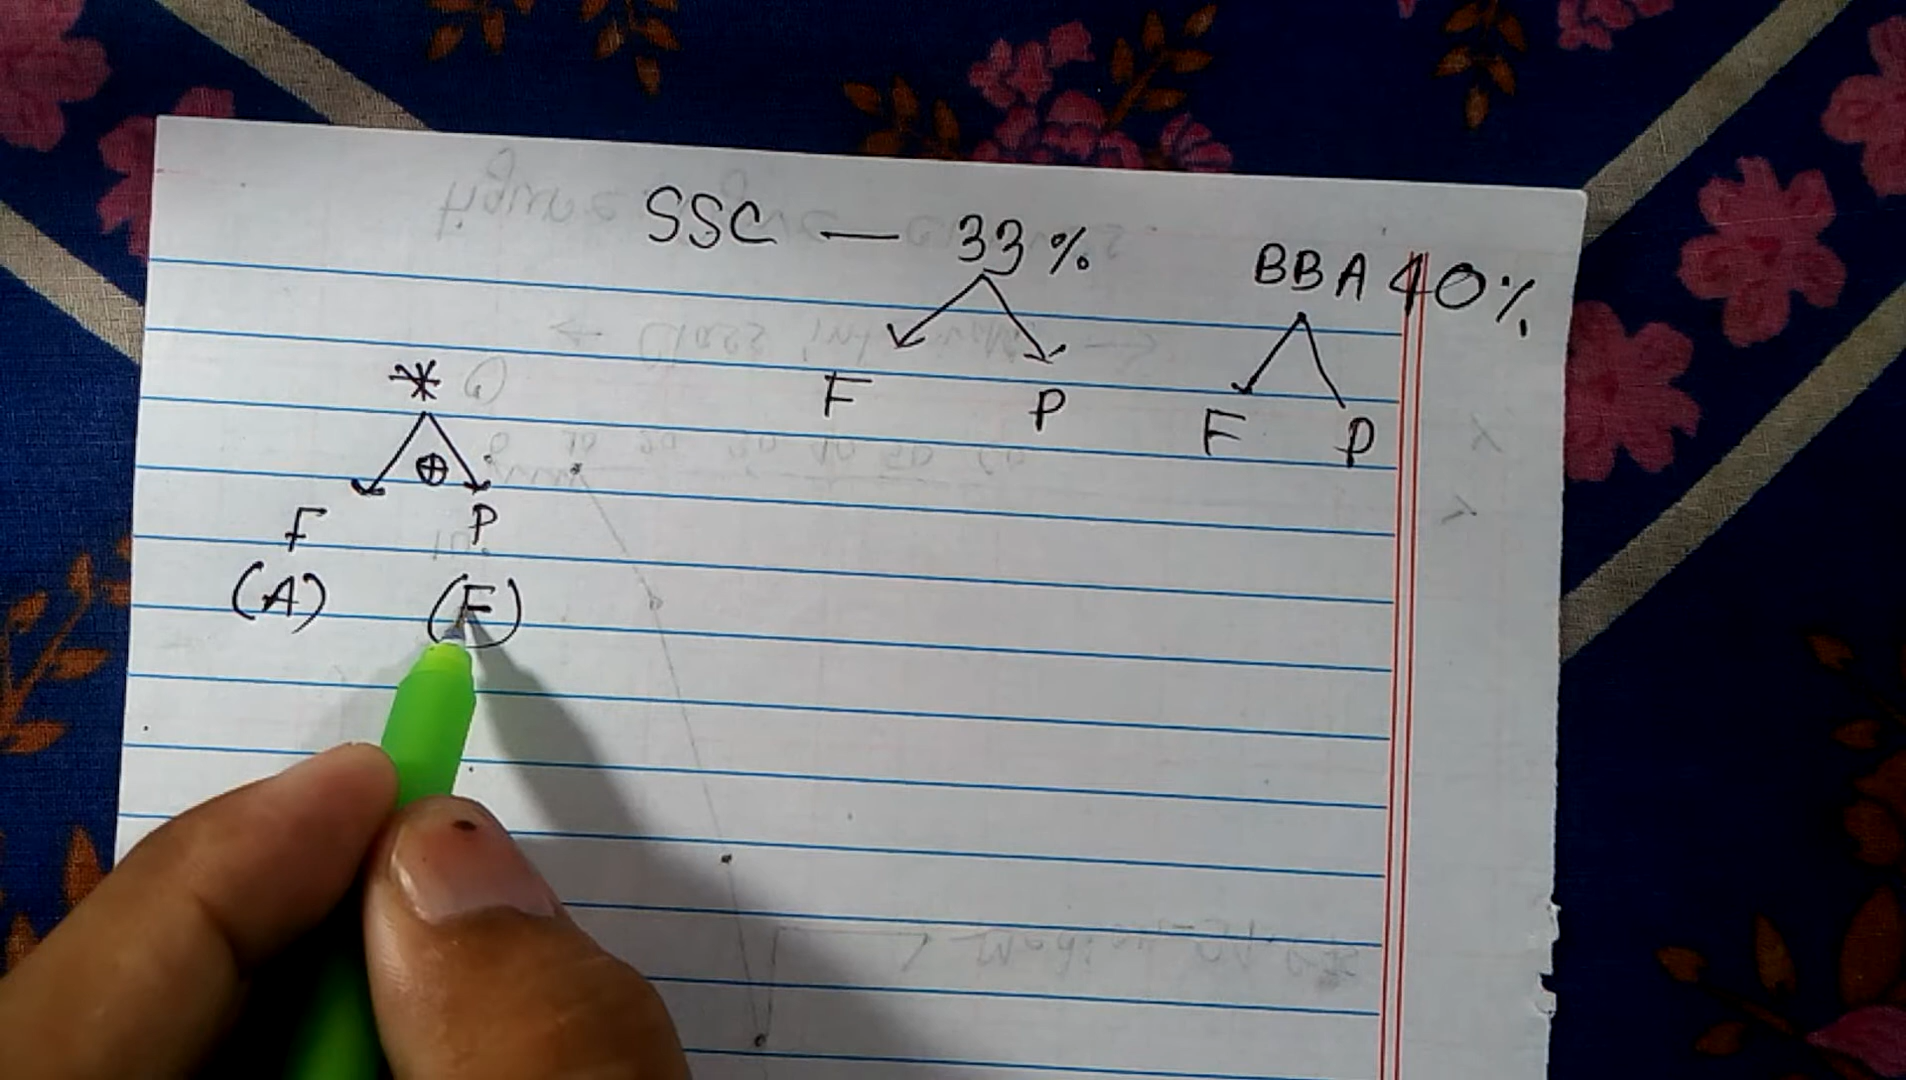 SSC — 33%
BBA 40%
F P
F P
*
⊕
F P
(A) (F)